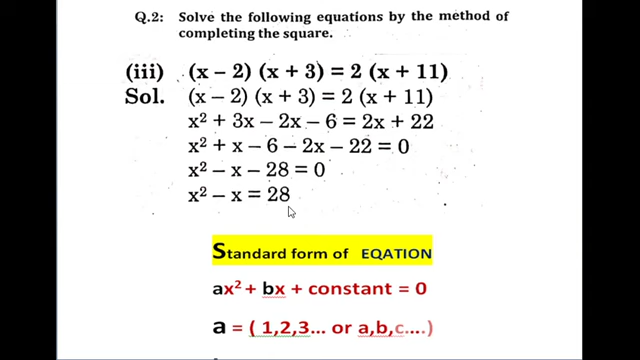 Q.2: Solve the following equations by the method of
completing the square.
(iii) (x – 2) (x + 3) = 2 (x + 11)
Sol. (x – 2) (x + 3) = 2 (x + 11)
x² + 3x – 2x – 6 = 2x + 22
x² + x – 6 – 2x – 22 = 0
x² – x – 28 = 0
x² – x = 28
Standard form of EQATION
ax² + bx + constant = 0
a = ( 1,2,3... or a,b,c....)